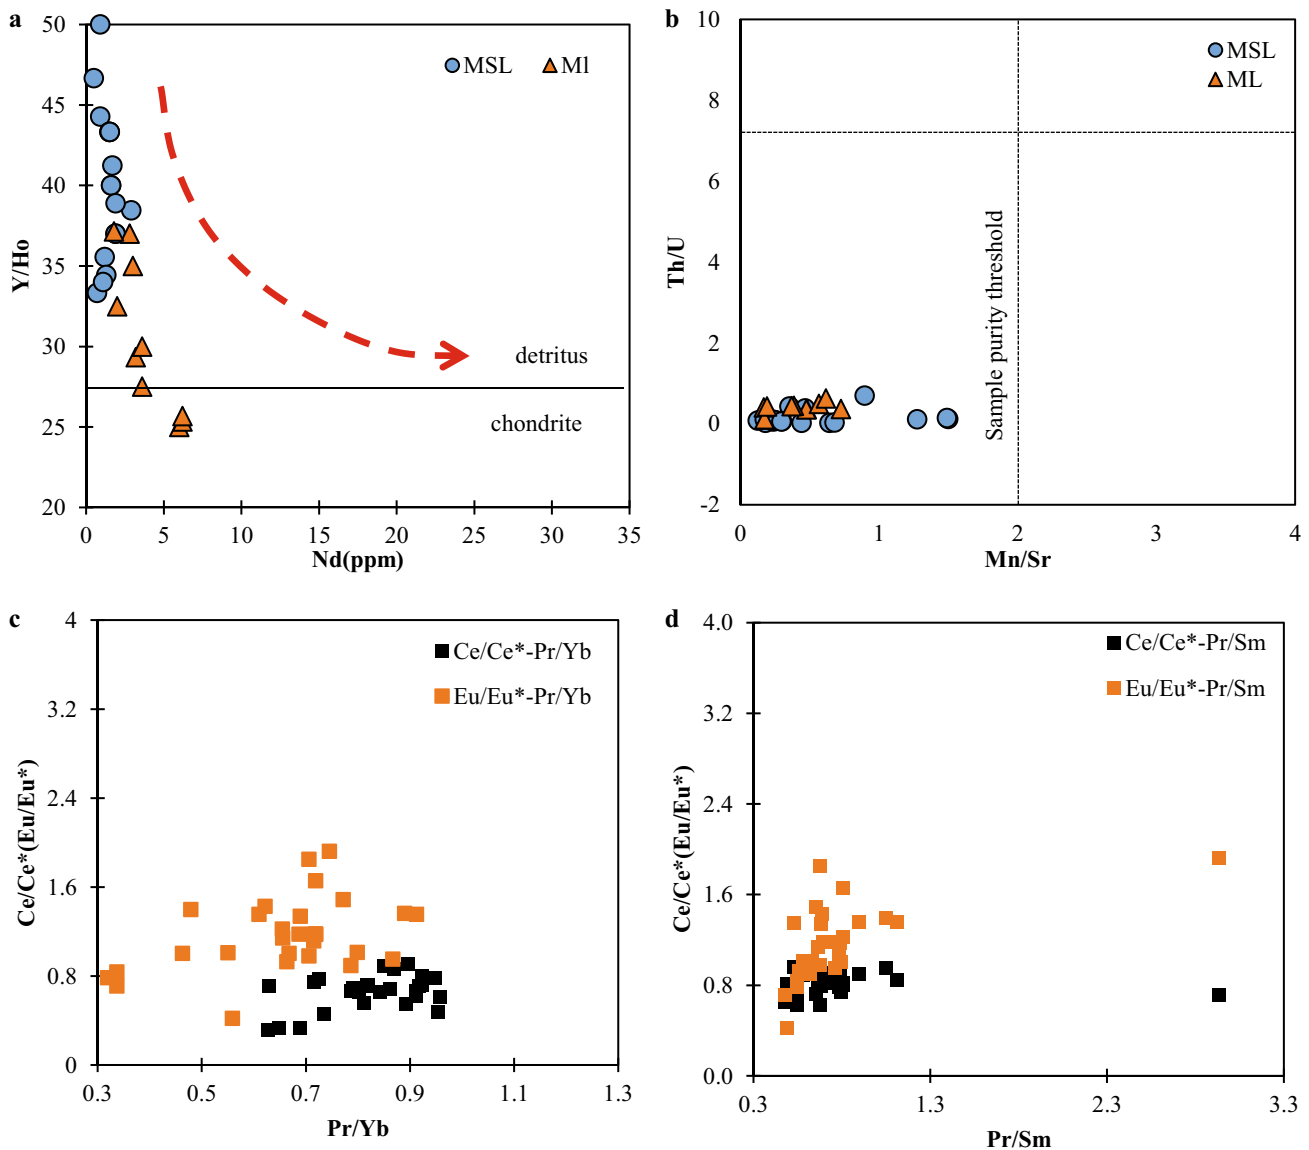 a
50
45
40
35
30
25
20
Y/Ho
MSL Ml
detritus
chondrite
0 5 10 15 20 25 30 35
Nd(ppm)
b
10
8
6
4
2
0
-2
Th/U
MSL
ML
Sample purity threshold
0 1 2 3 4
Mn/Sr
c
4
3.2
2.4
1.6
0.8
0
Ce/Ce*(Eu/Eu*)
Ce/Ce*-Pr/Yb
Eu/Eu*-Pr/Yb
0.3 0.5 0.7 0.9 1.1 1.3
Pr/Yb
d
4.0
3.2
2.4
1.6
0.8
0.0
Ce/Ce*(Eu/Eu*)
Ce/Ce*-Pr/Sm
Eu/Eu*-Pr/Sm
0.3 1.3 2.3 3.3
Pr/Sm